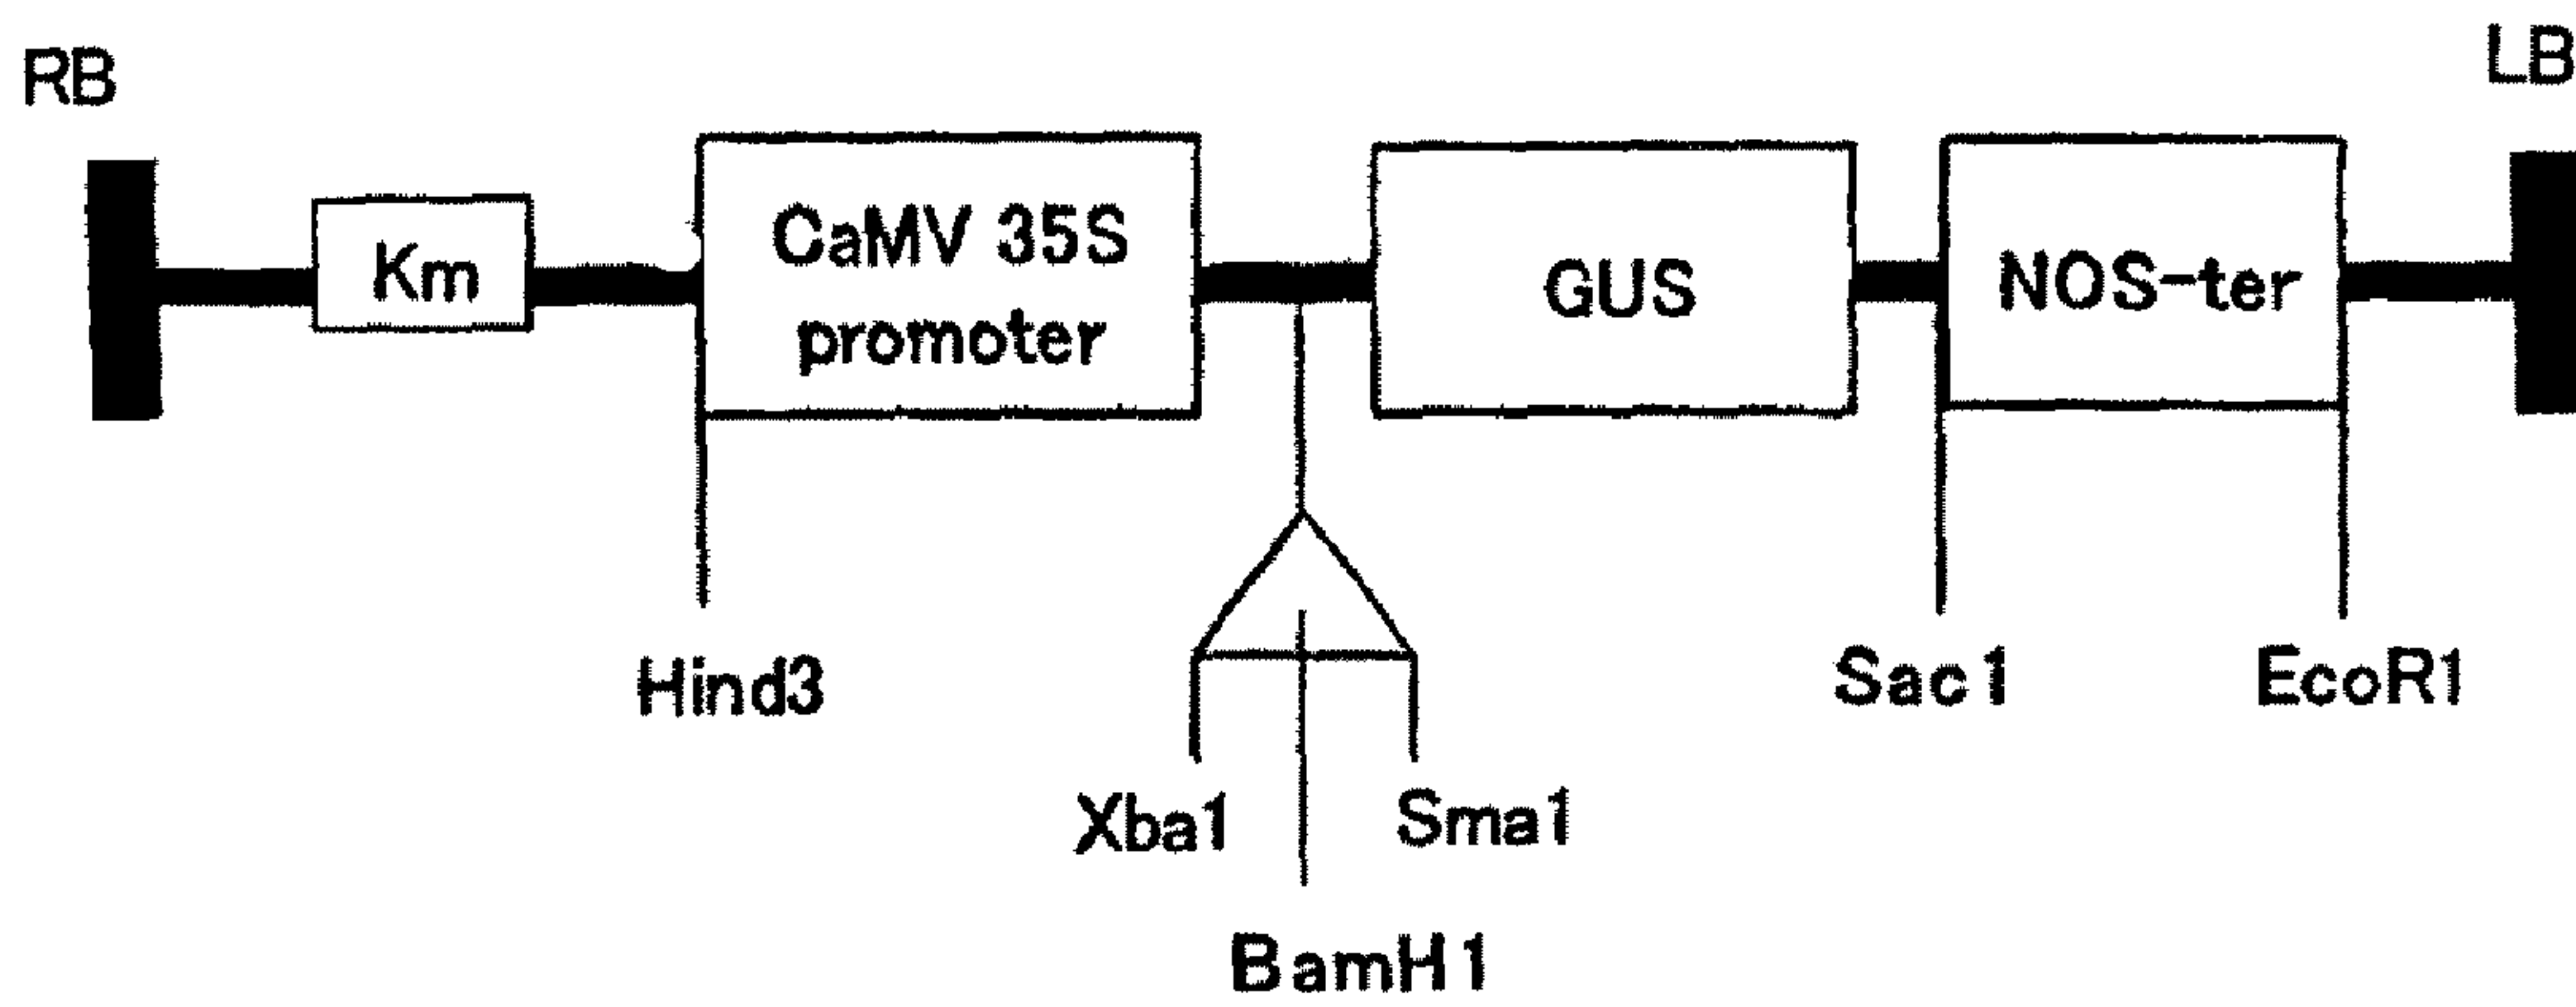 RB
LB
Km
CaMV 35S
promoter
GUS
NOS-ter
Hind3
Sac1
EcoR1
Xba1
Sma1
BamH1